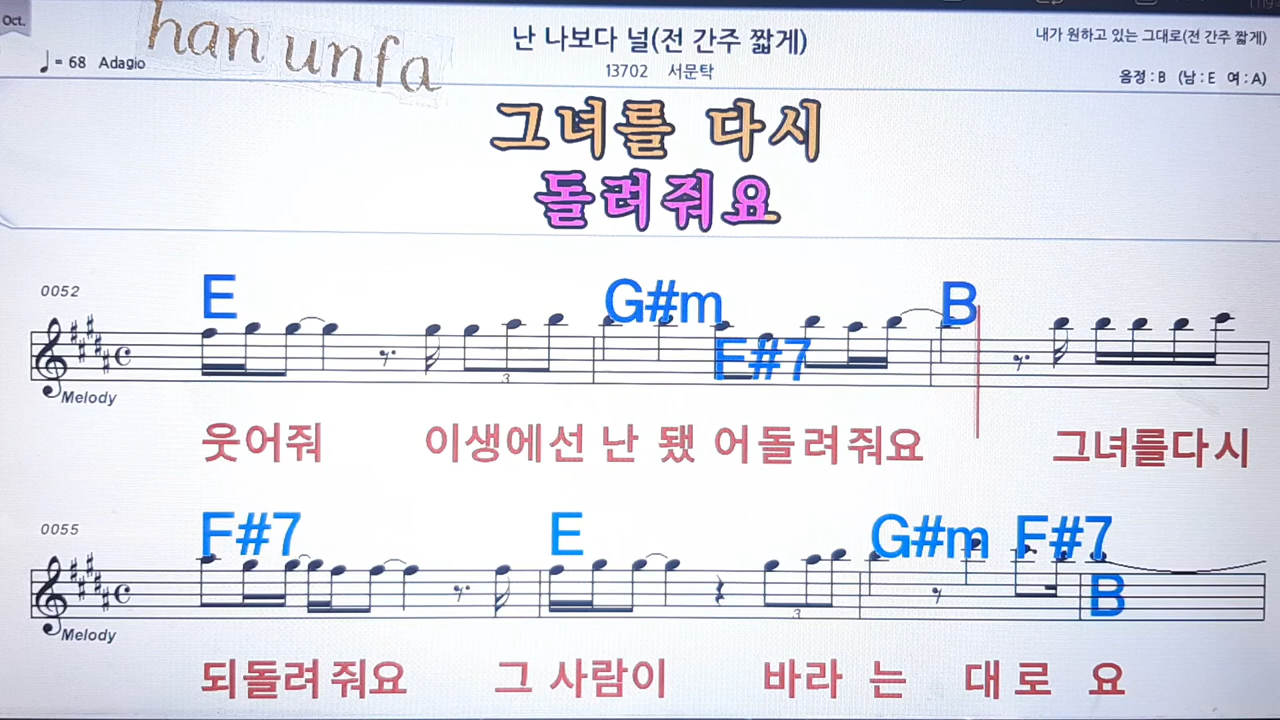 Oct.
han unfa
난 나보다 널(전 간주 짧게)
내가 원하고 있는 그대로(전 간주 짧게)
♩ = 68 Adagio
13702 서문탁
음정 : B (남 : E 여 : A)
그녀를 다시
돌려줘요
0052
E G#m F#7 B
3
Melody
웃어줘 이생에선 난 됐 어돌려줘요 그녀를다시
0055
F#7 E G#m F#7 B
3
Melody
되돌려줘요 그 사람이 바라 는 대로 요